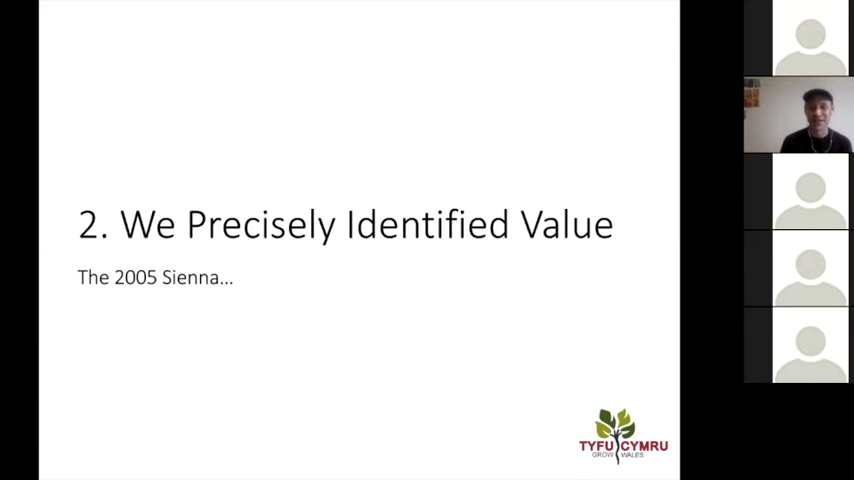 2. We Precisely Identified Value
The 2005 Sienna...
TYFU CYMRU
GROW WALES